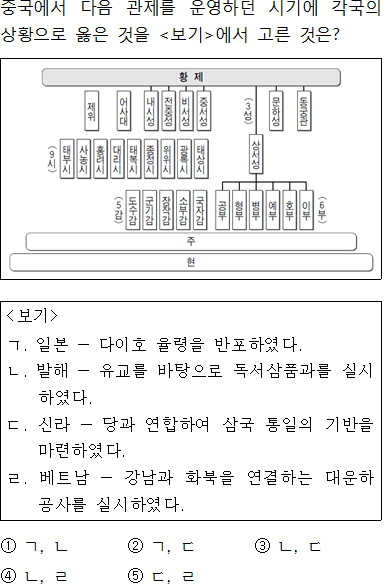 중국에서 다음 관제를 운영하던 시기에 각국의
상황으로 옳은 것을 <보기>에서 고른 것은?
황 제
제위
어사대
내시성
전중성
비서성
중서성
(3성)
문하성
동궁관
상서성
(9시)
태부시
사농시
홍려시
대리시
태복시
종정시
위위시
광록시
태상시
(5감)
도수감
군기감
장작감
소부감
국자감
공부
형부
병부
예부
호부
이부
(6부)
주
현
<보기>
ㄱ. 일본 - 다이호 율령을 반포하였다.
ㄴ. 발해 - 유교를 바탕으로 독서삼품과를 실시
하였다.
ㄷ. 신라 - 당과 연합하여 삼국 통일의 기반을
마련하였다.
ㄹ. 베트남 - 강남과 화북을 연결하는 대운하
공사를 실시하였다.
① ㄱ, ㄴ ② ㄱ, ㄷ ③ ㄴ, ㄷ
④ ㄴ, ㄹ ⑤ ㄷ, ㄹ